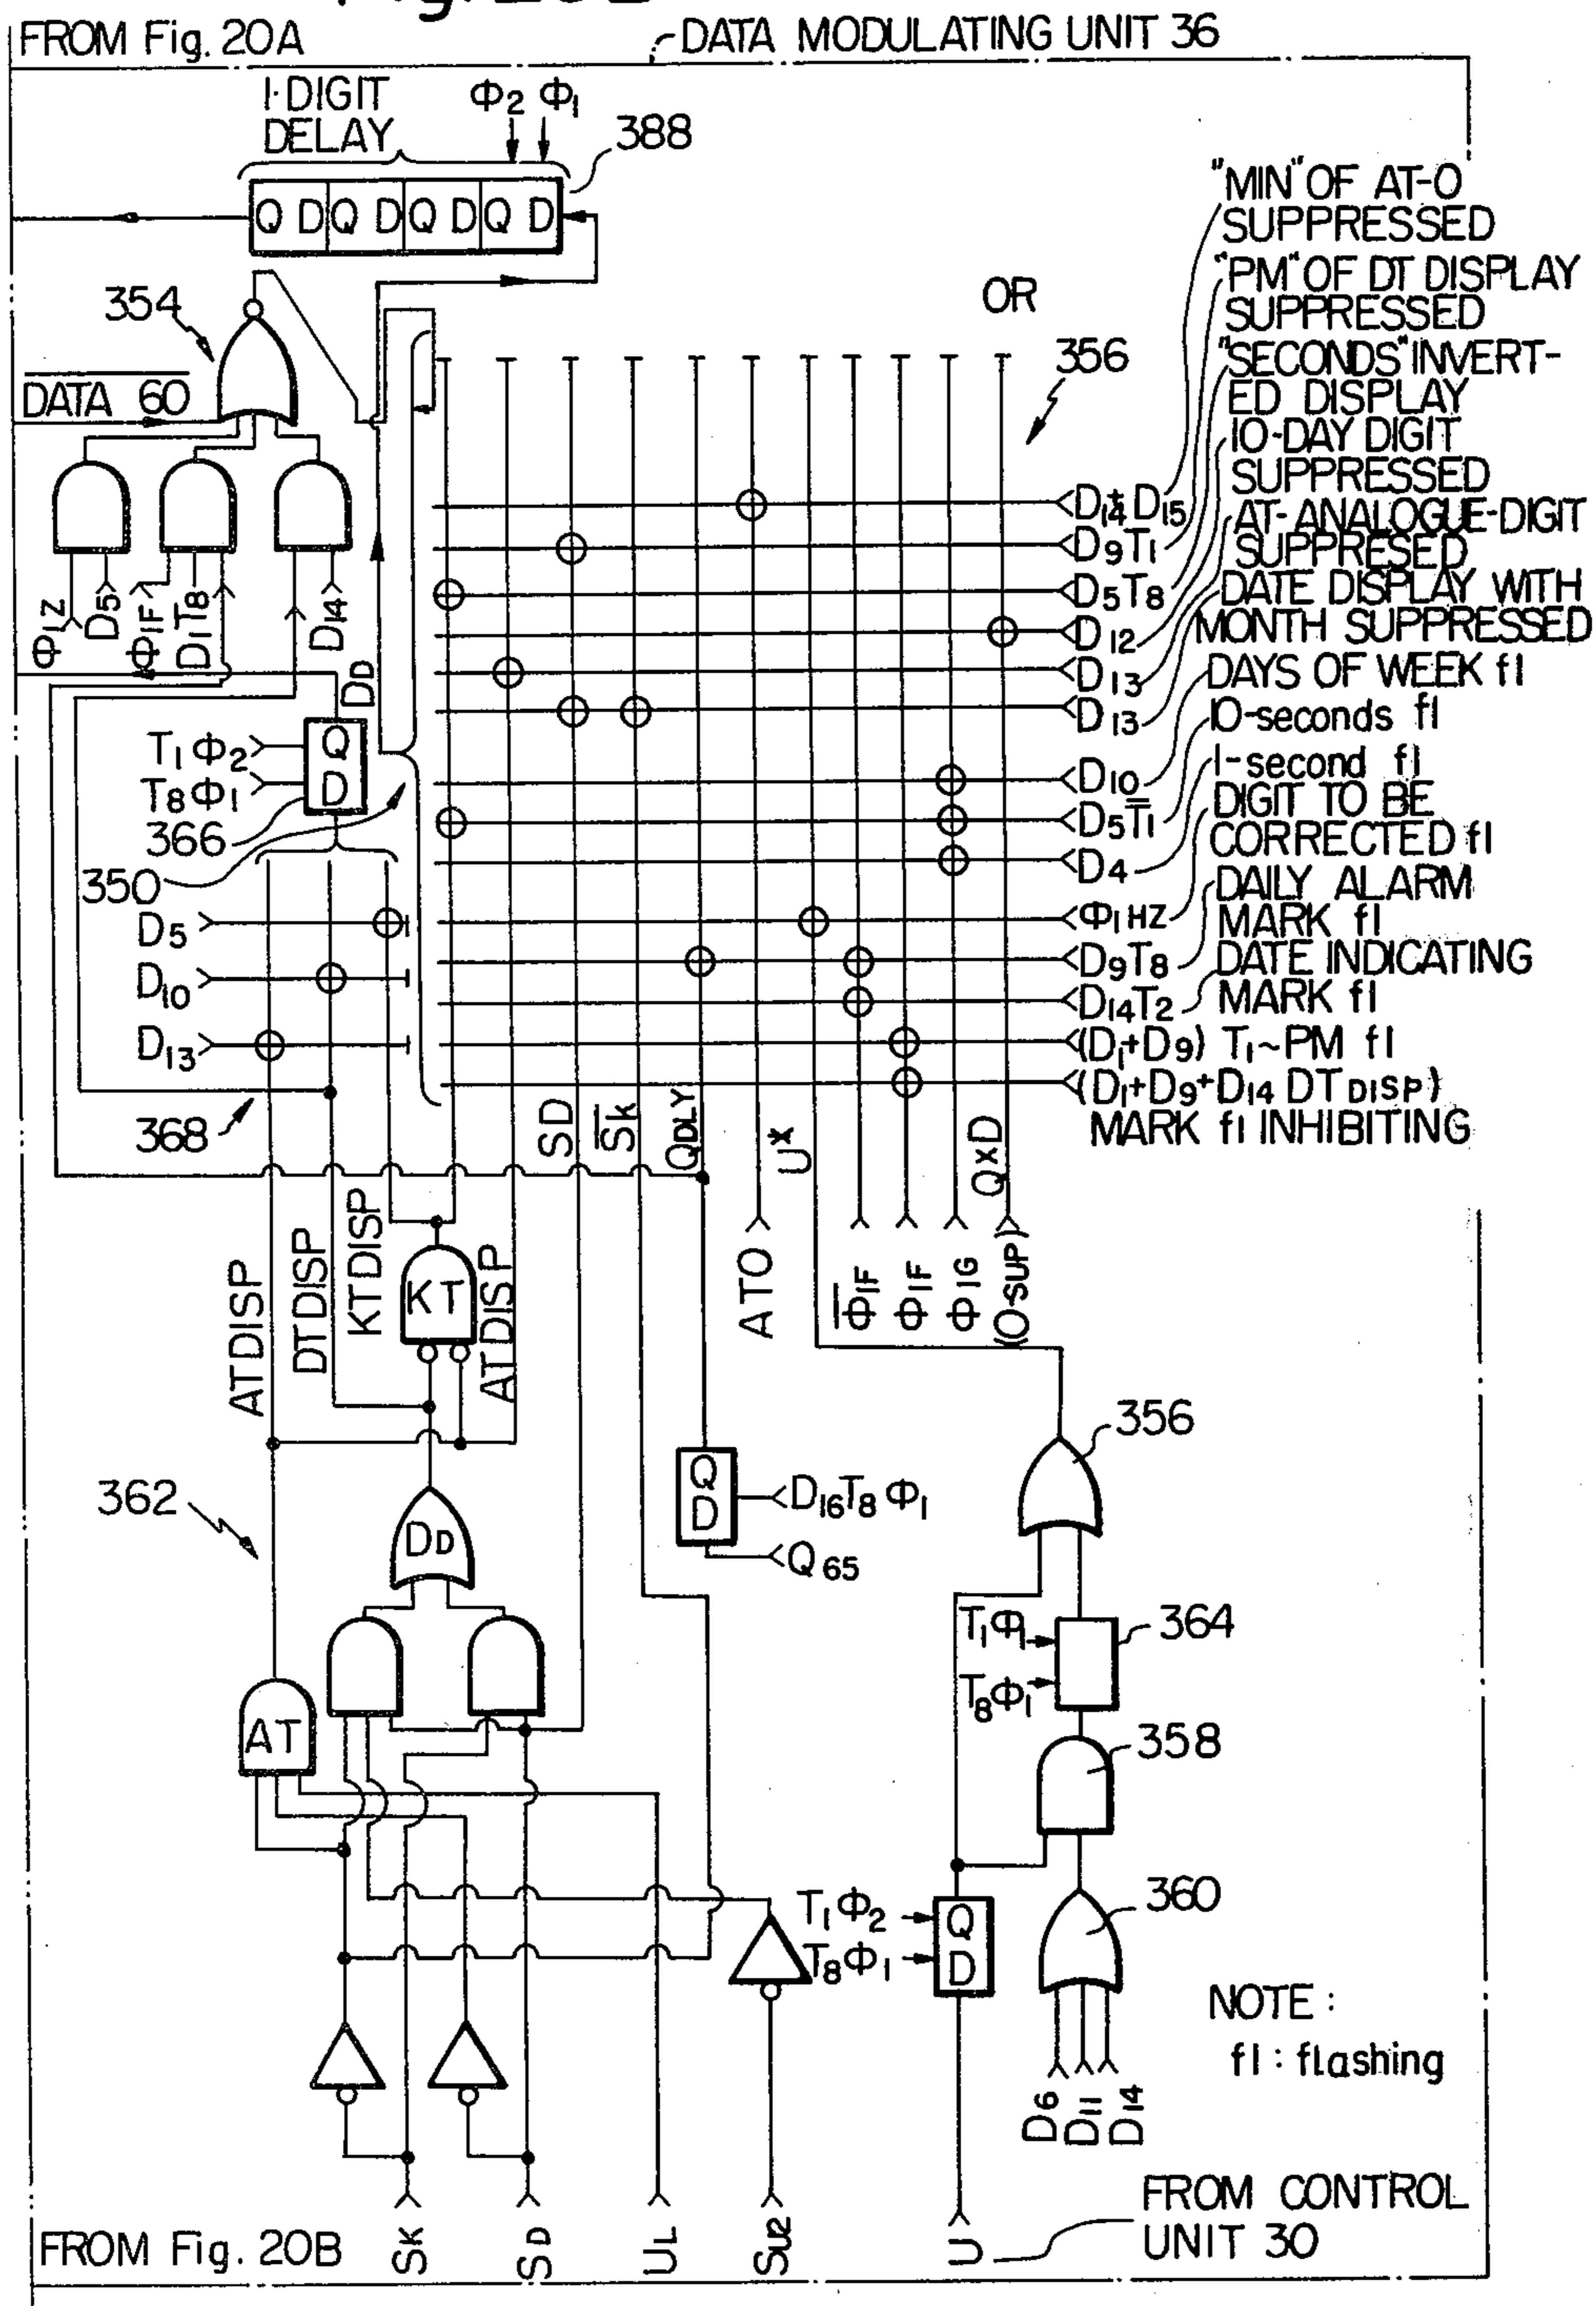 FROM Fig. 20A
DATA MODULATING UNIT 36
1-DIGIT
DELAY
Φ2 Φ1
388
Q D Q D Q D Q D
"MIN" OF AT-0
SUPPRESSED
"PM" OF DT DISPLAY
SUPPRESSED
"SECONDS" INVERT-
ED DISPLAY
10-DAY DIGIT
SUPPRESSED
AT-ANALOGUE-DIGIT
SUPPRESED
DATE DISPLAY WITH
MONTH SUPPRESSED
DAYS OF WEEK fl
10-seconds fl
1-second fl
DIGIT TO BE
CORRECTED fl
DAILY ALARM
MARK fl
DATE INDICATING
MARK fl
OR
356
354
DATA 60
Φ1Z
D5
Φ1F
D1T8
D14
D14+D15
D9T1
D5T8
D12
D13
D13
D10
D5T1
D4
Φ1HZ
D9T8
D14T2
(D1+D9) T1~PM fl
(D1+D9+D14 DT DISP)
MARK fl INHIBITING
DD
T1Φ2
T8Φ1
Q
D
366
350
D5
D10
D13
368
SD
S̅k̅
QDLY
U*
QXD
ATDISP
DTDISP
KTDISP
KT
ATDISP
ATO
Φ̅1F
Φ1F
Φ1G
(0-SUP)
356
362
DD
Q
D
D16T8Φ1
Q65
T1Φ1
T8Φ1
364
AT
358
T1Φ2
T8Φ1
Q
D
360
NOTE :
fl : flashing
D6
D11
D14
FROM Fig. 20B
SK
SD
UL
SU2
U
FROM CONTROL
UNIT 30